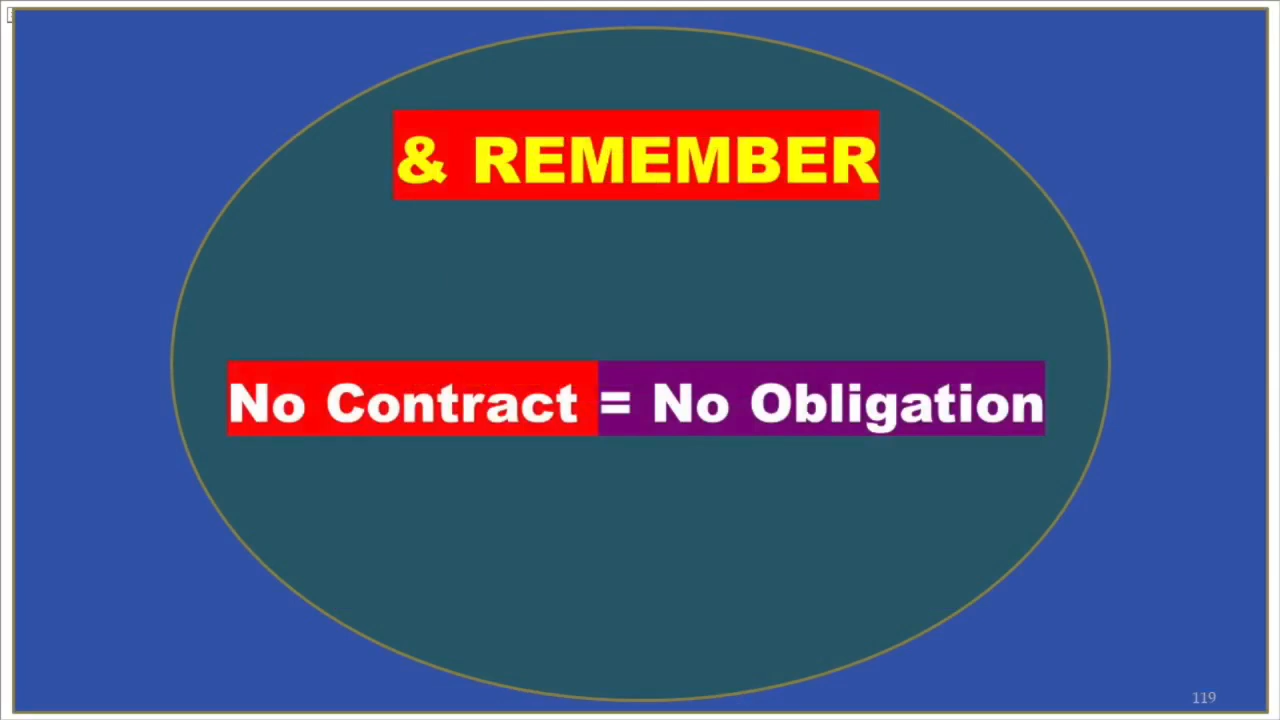 & REMEMBER
No Contract = No Obligation
119